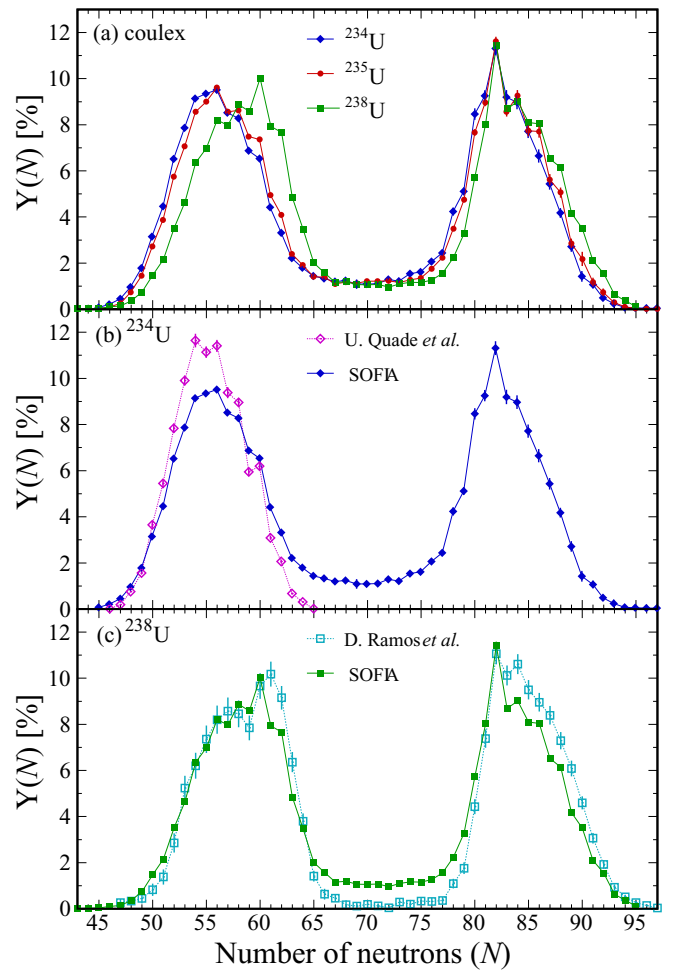 (a) coulex
²³⁴U
²³⁵U
²³⁸U
Y(N) [%]
12
10
8
6
4
2
0
(b) ²³⁴U
U. Quade et al.
SOFIA
Y(N) [%]
12
10
8
6
4
2
0
(c) ²³⁸U
D. Ramos et al.
SOFIA
Y(N) [%]
12
10
8
6
4
2
0
45 50 55 60 65 70 75 80 85 90 95
Number of neutrons (N)